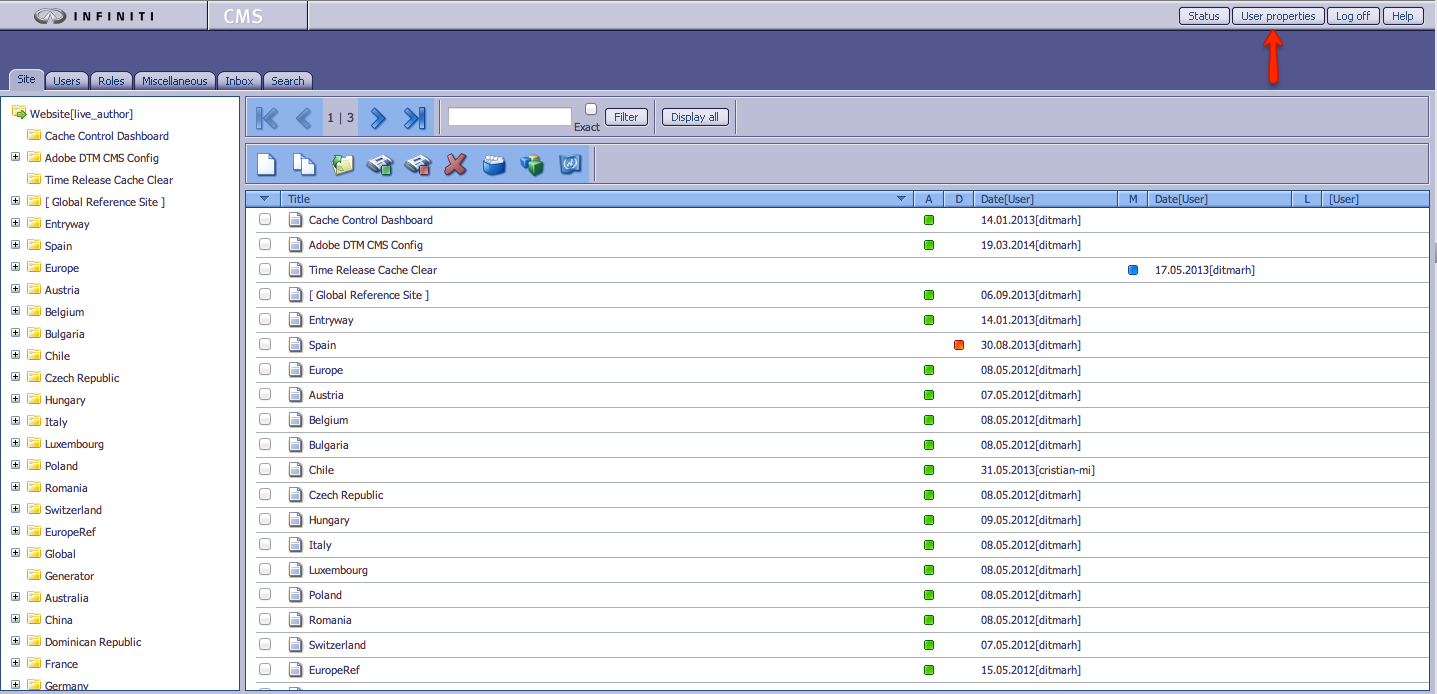 INFINITI CMS Status User properties Log off Help
Site Users Roles Miscellaneous Inbox Search
Website[live_author]
Cache Control Dashboard
Adobe DTM CMS Config
Time Release Cache Clear
[ Global Reference Site ]
Entryway
Spain
Europe
Austria
Belgium
Bulgaria
Chile
Czech Republic
Hungary
Italy
Luxembourg
Poland
Romania
Switzerland
EuropeRef
Global
Generator
Australia
China
Dominican Republic
France
Germany
1 | 3 Exact Filter Display all
Title A D Date[User] M Date[User] L [User]
Cache Control Dashboard 14.01.2013[ditmarh]
Adobe DTM CMS Config 19.03.2014[ditmarh]
Time Release Cache Clear 17.05.2013[ditmarh]
[ Global Reference Site ] 06.09.2013[ditmarh]
Entryway 14.01.2013[ditmarh]
Spain 30.08.2013[ditmarh]
Europe 08.05.2012[ditmarh]
Austria 07.05.2012[ditmarh]
Belgium 08.05.2012[ditmarh]
Bulgaria 08.05.2012[ditmarh]
Chile 31.05.2013[cristian-mi]
Czech Republic 08.05.2012[ditmarh]
Hungary 09.05.2012[ditmarh]
Italy 08.05.2012[ditmarh]
Luxembourg 08.05.2012[ditmarh]
Poland 08.05.2012[ditmarh]
Romania 08.05.2012[ditmarh]
Switzerland 07.05.2012[ditmarh]
EuropeRef 15.05.2012[ditmarh]